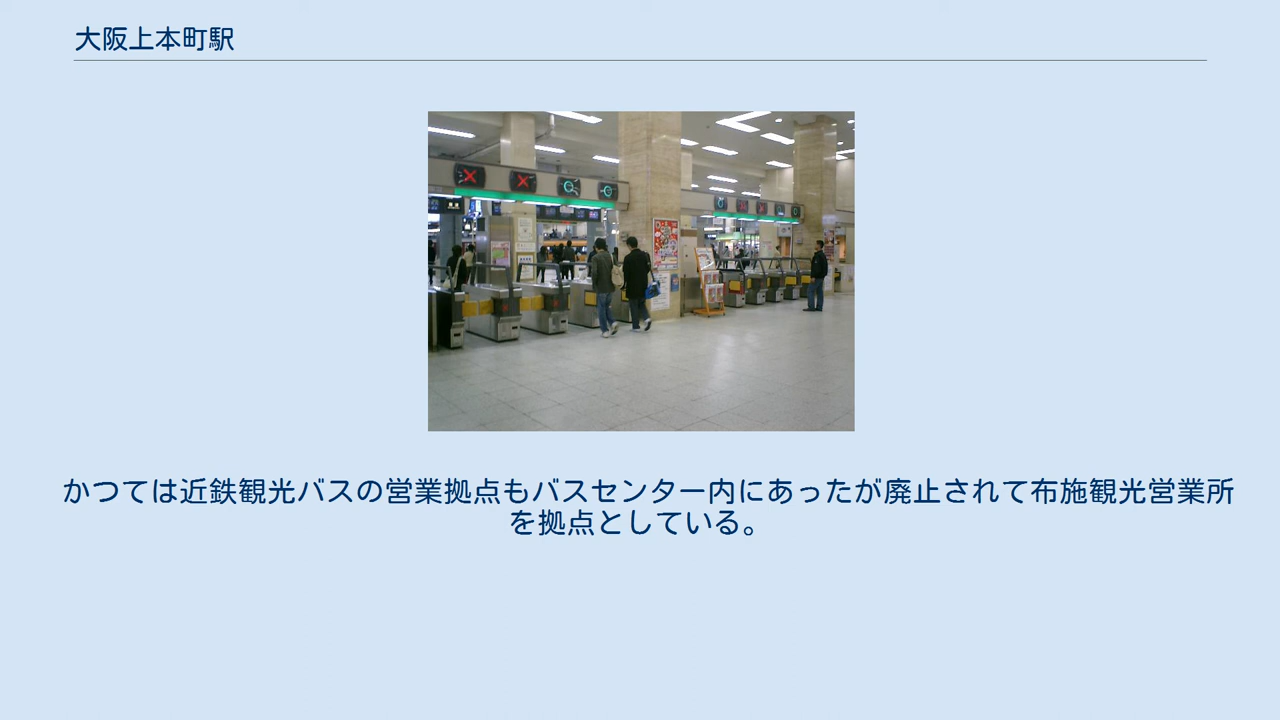 大阪上本町駅
かつては近鉄観光バスの営業拠点もバスセンター内にあったが廃止されて布施観光営業所
を拠点としている。